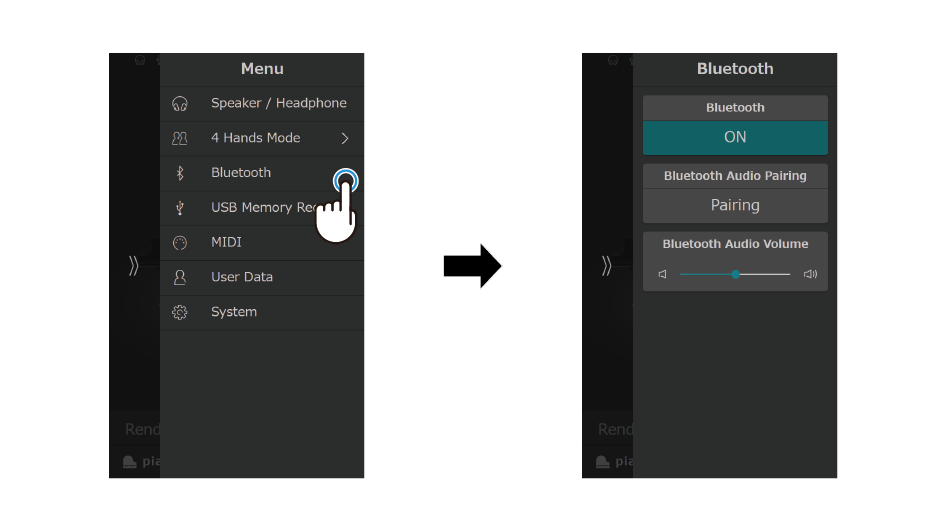 Menu
Speaker / Headphone
4 Hands Mode
Bluetooth
USB Memory Rec
MIDI
User Data
System
Rend
pia
Bluetooth
Bluetooth
ON
Bluetooth Audio Pairing
Pairing
Bluetooth Audio Volume
Rend
pia